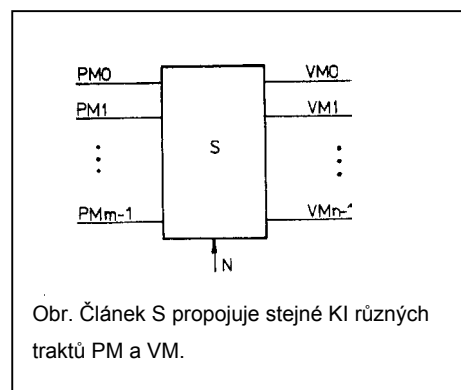 PM0 VM0
PM1 VM1
S
PMm-1 VMn-1
N
Obr. Článek S propojuje stejné KI různých
traktů PM a VM.